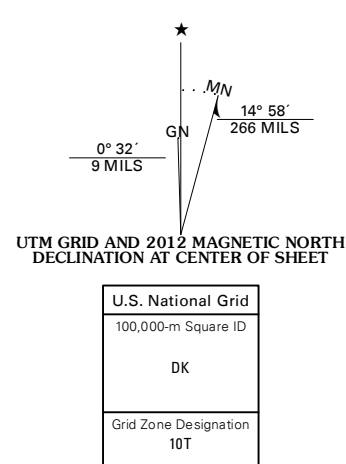 ★
MN
GN
14° 58´
266 MILS
0° 32´
9 MILS
UTM GRID AND 2012 MAGNETIC NORTH
DECLINATION AT CENTER OF SHEET
U.S. National Grid
100,000-m Square ID
DK
Grid Zone Designation
10T